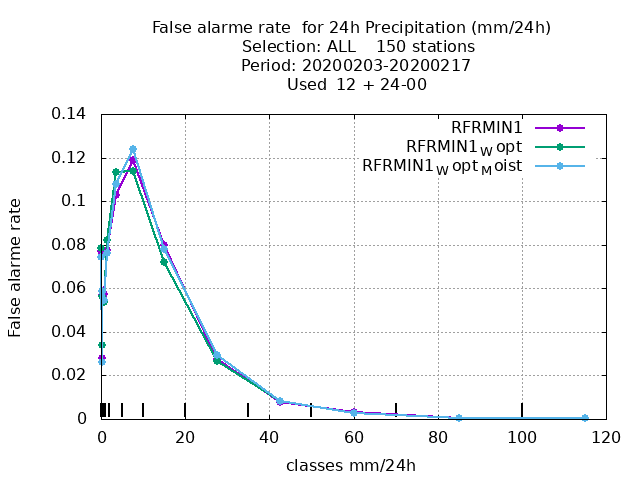 False alarme rate  for 24h Precipitation (mm/24h)
Selection: ALL    150 stations
Period: 20200203-20200217
Used  12 + 24-00
RFRMIN1
RFRMIN1W opt
RFRMIN1W optM oist
False alarme rate
0.14
0.12
0.1
0.08
0.06
0.04
0.02
0
0 20 40 60 80 100 120
classes mm/24h